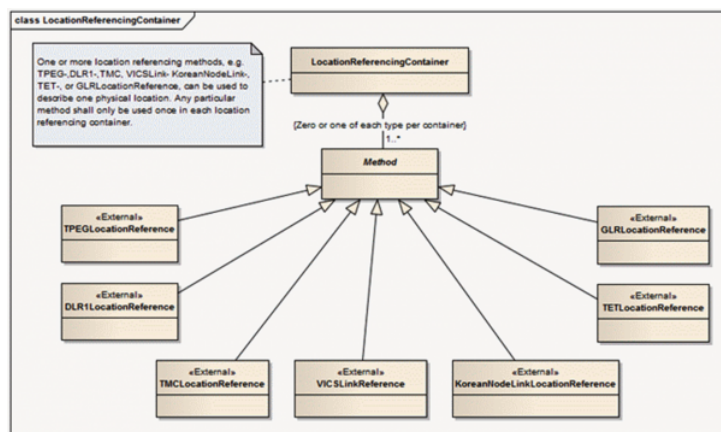 class LocationReferencingContainer
One or more location referencing methods, e.g.
TPEG-,DLR1-,TMC, VICSLink- KoreanNodeLink-,
TET-, or GLRLocationReference, can be used to
describe one physical location. Any particular
method shall only be used once in each location
referencing container.
LocationReferencingContainer
{Zero or one of each type per container}
1..*
Method
«External»
TPEGLocationReference
«External»
GLRLocationReference
«External»
DLR1LocationReference
«External»
TETLocationReference
«External»
TMCLocationReference
«External»
VICSLinkReference
«External»
KoreanNodeLinkLocationReference